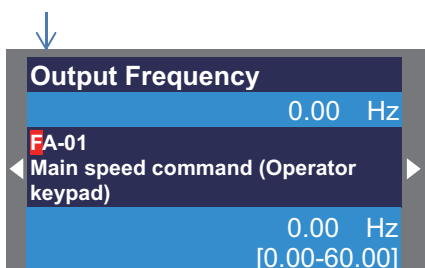 Output Frequency
0.00 Hz
FA-01
Main speed command (Operator
keypad)
0.00 Hz
[0.00-60.00]